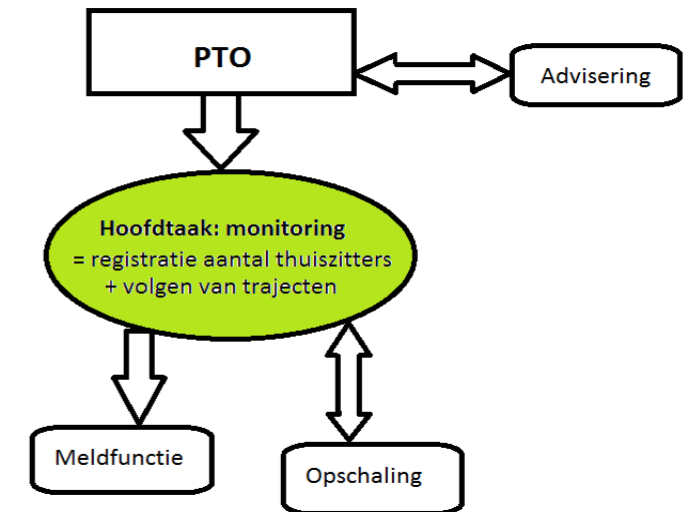 PTO
Advisering
Hoofdtaak: monitoring
= registratie aantal thuiszitters
+ volgen van trajecten
Meldfunctie
Opschaling